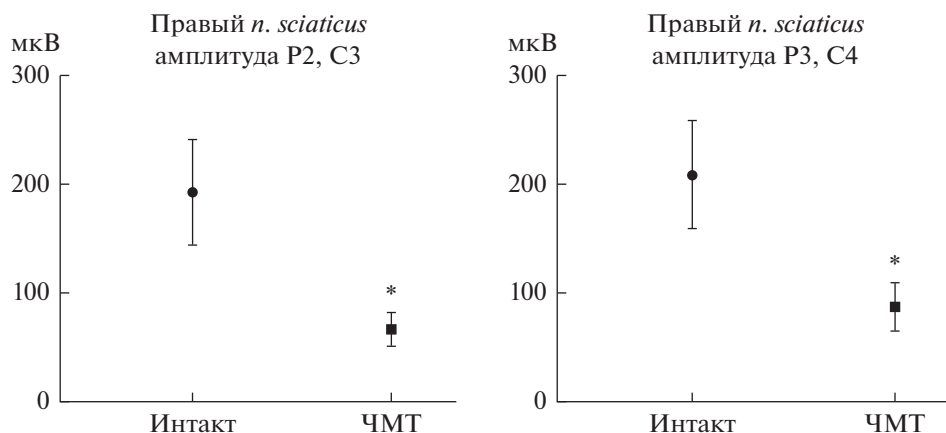 Правый n. sciaticus
амплитуда P2, C3
мкВ
300
200
100
0
*
Интакт
ЧМТ
Правый n. sciaticus
амплитуда P3, C4
мкВ
300
200
100
0
*
Интакт
ЧМТ